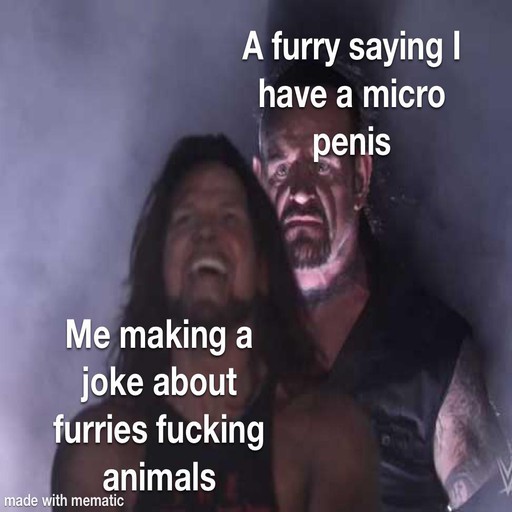 A furry saying I
have a micro
penis
Me making a
joke about
furries fucking
animals
made with mematic